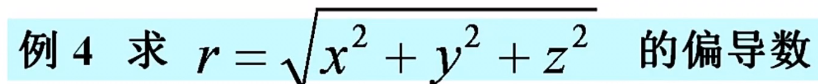 例 4 求 r = √(x² + y² + z²) 的偏导数